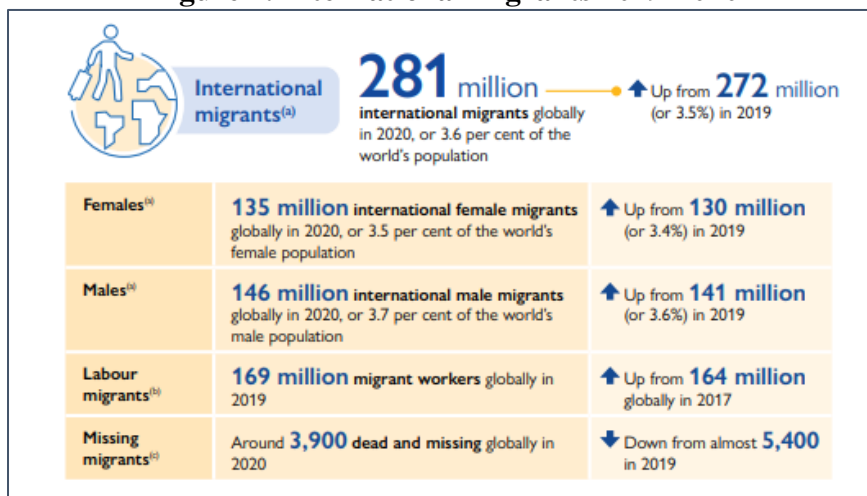 International
migrants(a)
281 million
international migrants globally
in 2020, or 3.6 per cent of the
world's population
Up from 272 million
(or 3.5%) in 2019
Females(a)
135 million international female migrants
globally in 2020, or 3.5 per cent of the world's
female population
Up from 130 million
(or 3.4%) in 2019
Males(a)
146 million international male migrants
globally in 2020, or 3.7 per cent of the world's
male population
Up from 141 million
(or 3.6%) in 2019
Labour
migrants(b)
169 million migrant workers globally in
2019
Up from 164 million
globally in 2017
Missing
migrants(c)
Around 3,900 dead and missing globally in
2020
Down from almost 5,400
in 2019